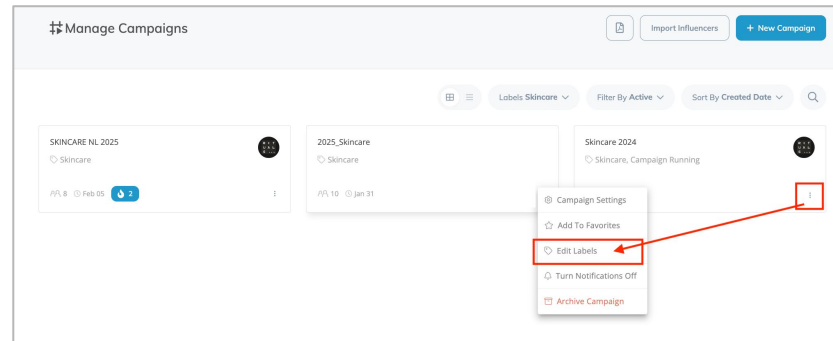 Manage Campaigns
Import Influencers
+ New Campaign
Labels Skincare
Filter By Active
Sort By Created Date
SKINCARE NL 2025
Skincare
8 Feb 05 2
2025_Skincare
Skincare
10 Jan 31
Skincare 2024
Skincare, Campaign Running
Campaign Settings
Add To Favorites
Edit Labels
Turn Notifications Off
Archive Campaign